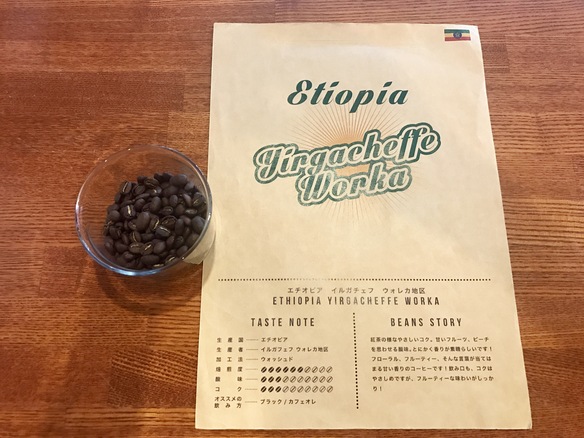 Etiopia
Yirgacheffe
Worka
エチオピア イルガチェフ ウォレカ地区
ETHIOPIA YIRGACHEFFE WORKA
TASTE NOTE
生産国 エチオピア
生産者 イルガチェフ ウォレカ地区
加工法 ウォッシュド
焙煎度
酸味
コク
オススメの
飲み方 ブラック/カフェオレ
BEANS STORY
紅茶の様なやさしいコク。甘いフルーツ、ピーチ
を思わせる酸味。とにかく香りが素晴らしいです!
フローラル、フルーティー、そんな言葉が当ては
まる甘い香りのコーヒーです!飲み口も、コクは
やさしめですが、フルーティーな味わいがしっか
り!